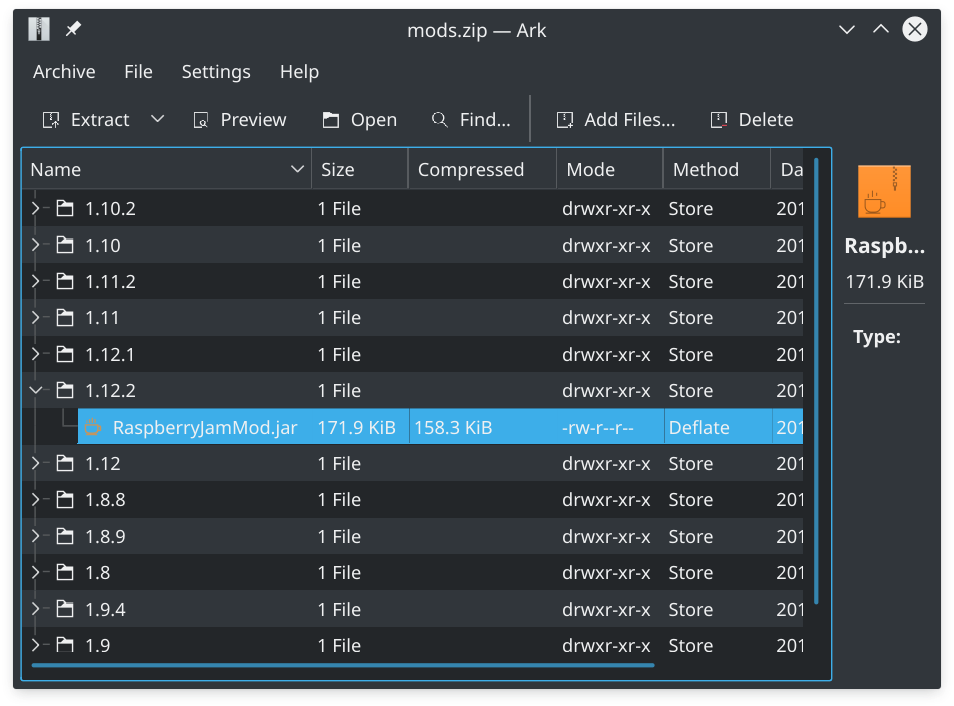 mods.zip — Ark
Archive File Settings Help
Extract Preview Open Find... Add Files... Delete
Name Size Compressed Mode Method Da
1.10.2 1 File drwxr-xr-x Store 201
1.10 1 File drwxr-xr-x Store 201
1.11.2 1 File drwxr-xr-x Store 201
1.11 1 File drwxr-xr-x Store 201
1.12.1 1 File drwxr-xr-x Store 201
1.12.2 1 File drwxr-xr-x Store 201
RaspberryJamMod.jar 171.9 KiB 158.3 KiB -rw-r--r-- Deflate 201
1.12 1 File drwxr-xr-x Store 201
1.8.8 1 File drwxr-xr-x Store 201
1.8.9 1 File drwxr-xr-x Store 201
1.8 1 File drwxr-xr-x Store 201
1.9.4 1 File drwxr-xr-x Store 201
1.9 1 File drwxr-xr-x Store 201
Raspb...
171.9 KiB
Type: